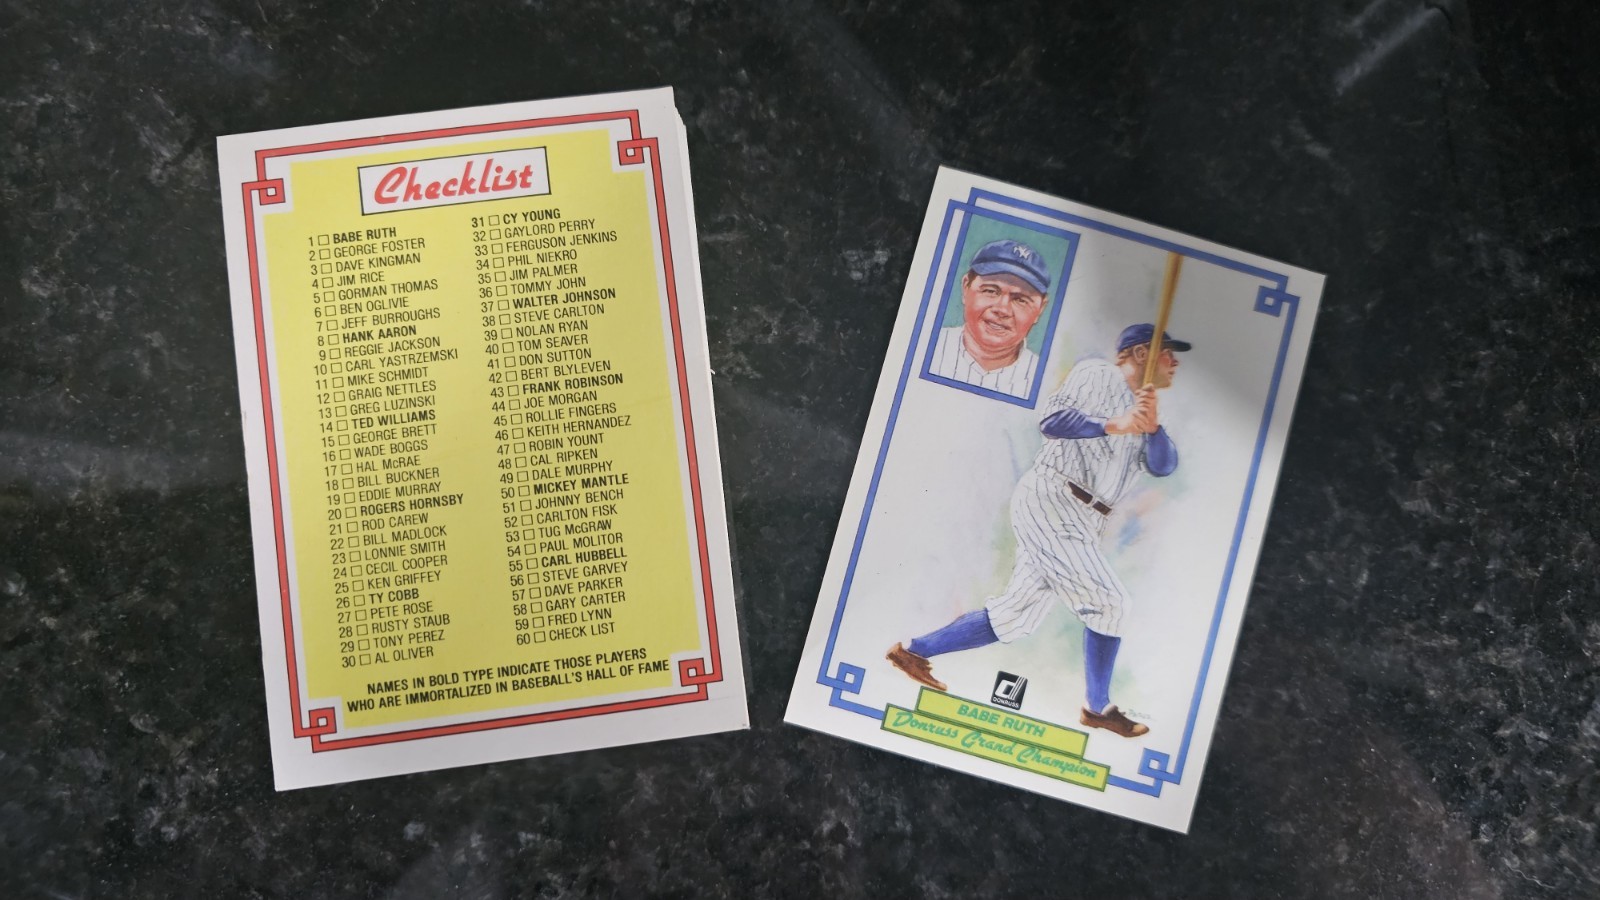 Checklist
1 BABE RUTH
2 GEORGE FOSTER
3 DAVE KINGMAN
4 JIM RICE
5 GORMAN THOMAS
6 BEN OGLIVIE
7 JEFF BURROUGHS
8 HANK AARON
9 REGGIE JACKSON
10 CARL YASTRZEMSKI
11 MIKE SCHMIDT
12 GRAIG NETTLES
13 GREG LUZINSKI
14 TED WILLIAMS
15 GEORGE BRETT
16 WADE BOGGS
17 HAL McRAE
18 BILL BUCKNER
19 EDDIE MURRAY
20 ROGERS HORNSBY
21 ROD CAREW
22 BILL MADLOCK
23 LONNIE SMITH
24 CECIL COOPER
25 KEN GRIFFEY
26 TY COBB
27 PETE ROSE
28 RUSTY STAUB
29 TONY PEREZ
30 AL OLIVER
31 CY YOUNG
32 GAYLORD PERRY
33 FERGUSON JENKINS
34 PHIL NIEKRO
35 JIM PALMER
36 TOMMY JOHN
37 WALTER JOHNSON
38 STEVE CARLTON
39 NOLAN RYAN
40 TOM SEAVER
41 DON SUTTON
42 BERT BLYLEVEN
43 FRANK ROBINSON
44 JOE MORGAN
45 ROLLIE FINGERS
46 KEITH HERNANDEZ
47 ROBIN YOUNT
48 CAL RIPKEN
49 DALE MURPHY
50 MICKEY MANTLE
51 JOHNNY BENCH
52 CARLTON FISK
53 TUG McGRAW
54 PAUL MOLITOR
55 CARL HUBBELL
56 STEVE GARVEY
57 DAVE PARKER
58 GARY CARTER
59 FRED LYNN
60 CHECK LIST
NAMES IN BOLD TYPE INDICATE THOSE PLAYERS
WHO ARE IMMORTALIZED IN BASEBALL'S HALL OF FAME
NY
DONRUSS
BABE RUTH
Donruss Grand Champion